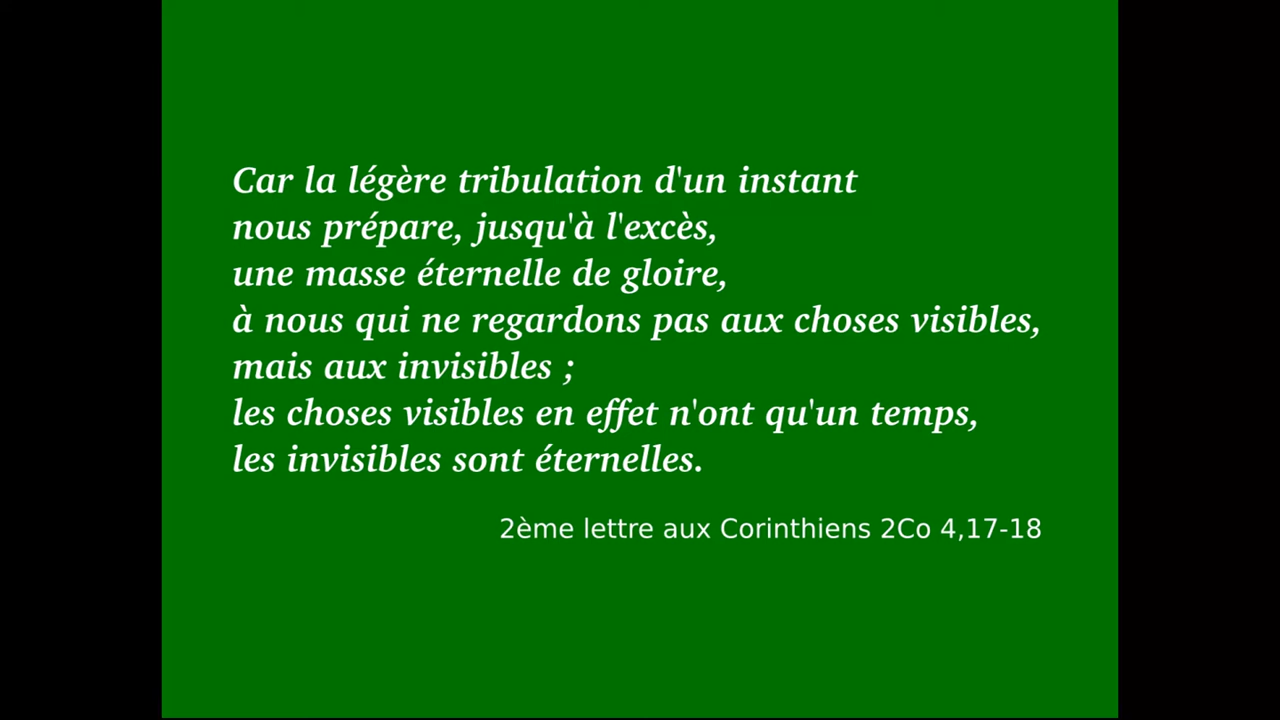 Car la légère tribulation d'un instant
nous prépare, jusqu'à l'excès,
une masse éternelle de gloire,
à nous qui ne regardons pas aux choses visibles,
mais aux invisibles ;
les choses visibles en effet n'ont qu'un temps,
les invisibles sont éternelles.
2ème lettre aux Corinthiens 2Co 4,17-18